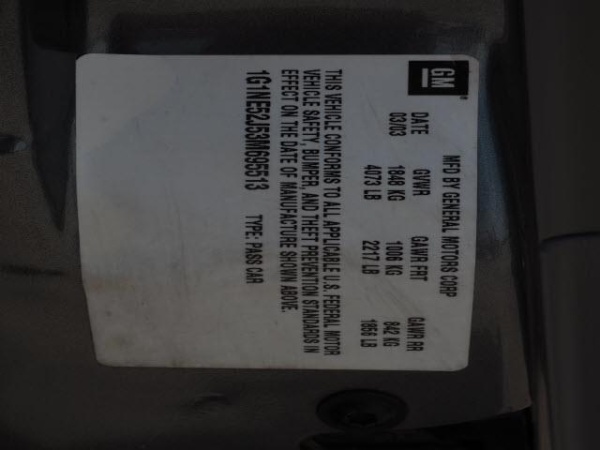 GM
MFD BY GENERAL MOTORS CORP
DATE GVWR GAWR FRT GAWR RR
03/03 1848 KG 1006 KG 842 KG
4073 LB 2217 LB 1856 LB
THIS VEHICLE CONFORMS TO ALL APPLICABLE U.S. FEDERAL MOTOR
VEHICLE SAFETY, BUMPER, AND THEFT PREVENTION STANDARDS IN
EFFECT ON THE DATE OF MANUFACTURE SHOWN ABOVE.
1G1NE52J53M695513 TYPE: PASS CAR